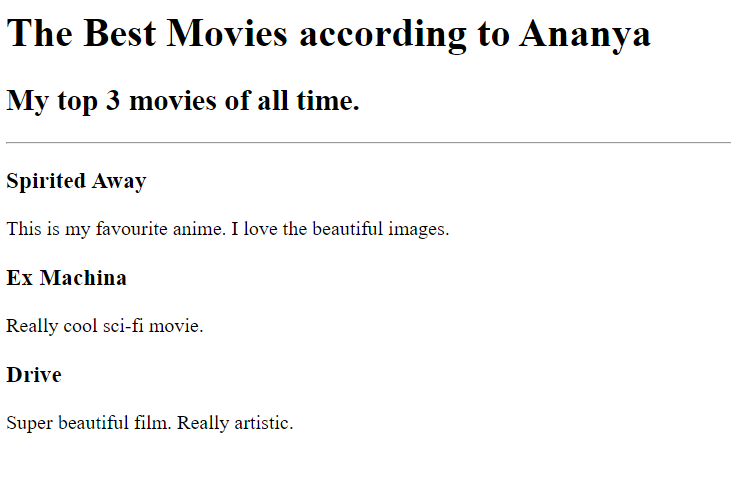 The Best Movies according to Ananya
My top 3 movies of all time.
Spirited Away
This is my favourite anime. I love the beautiful images.
Ex Machina
Really cool sci-fi movie.
Drive
Super beautiful film. Really artistic.